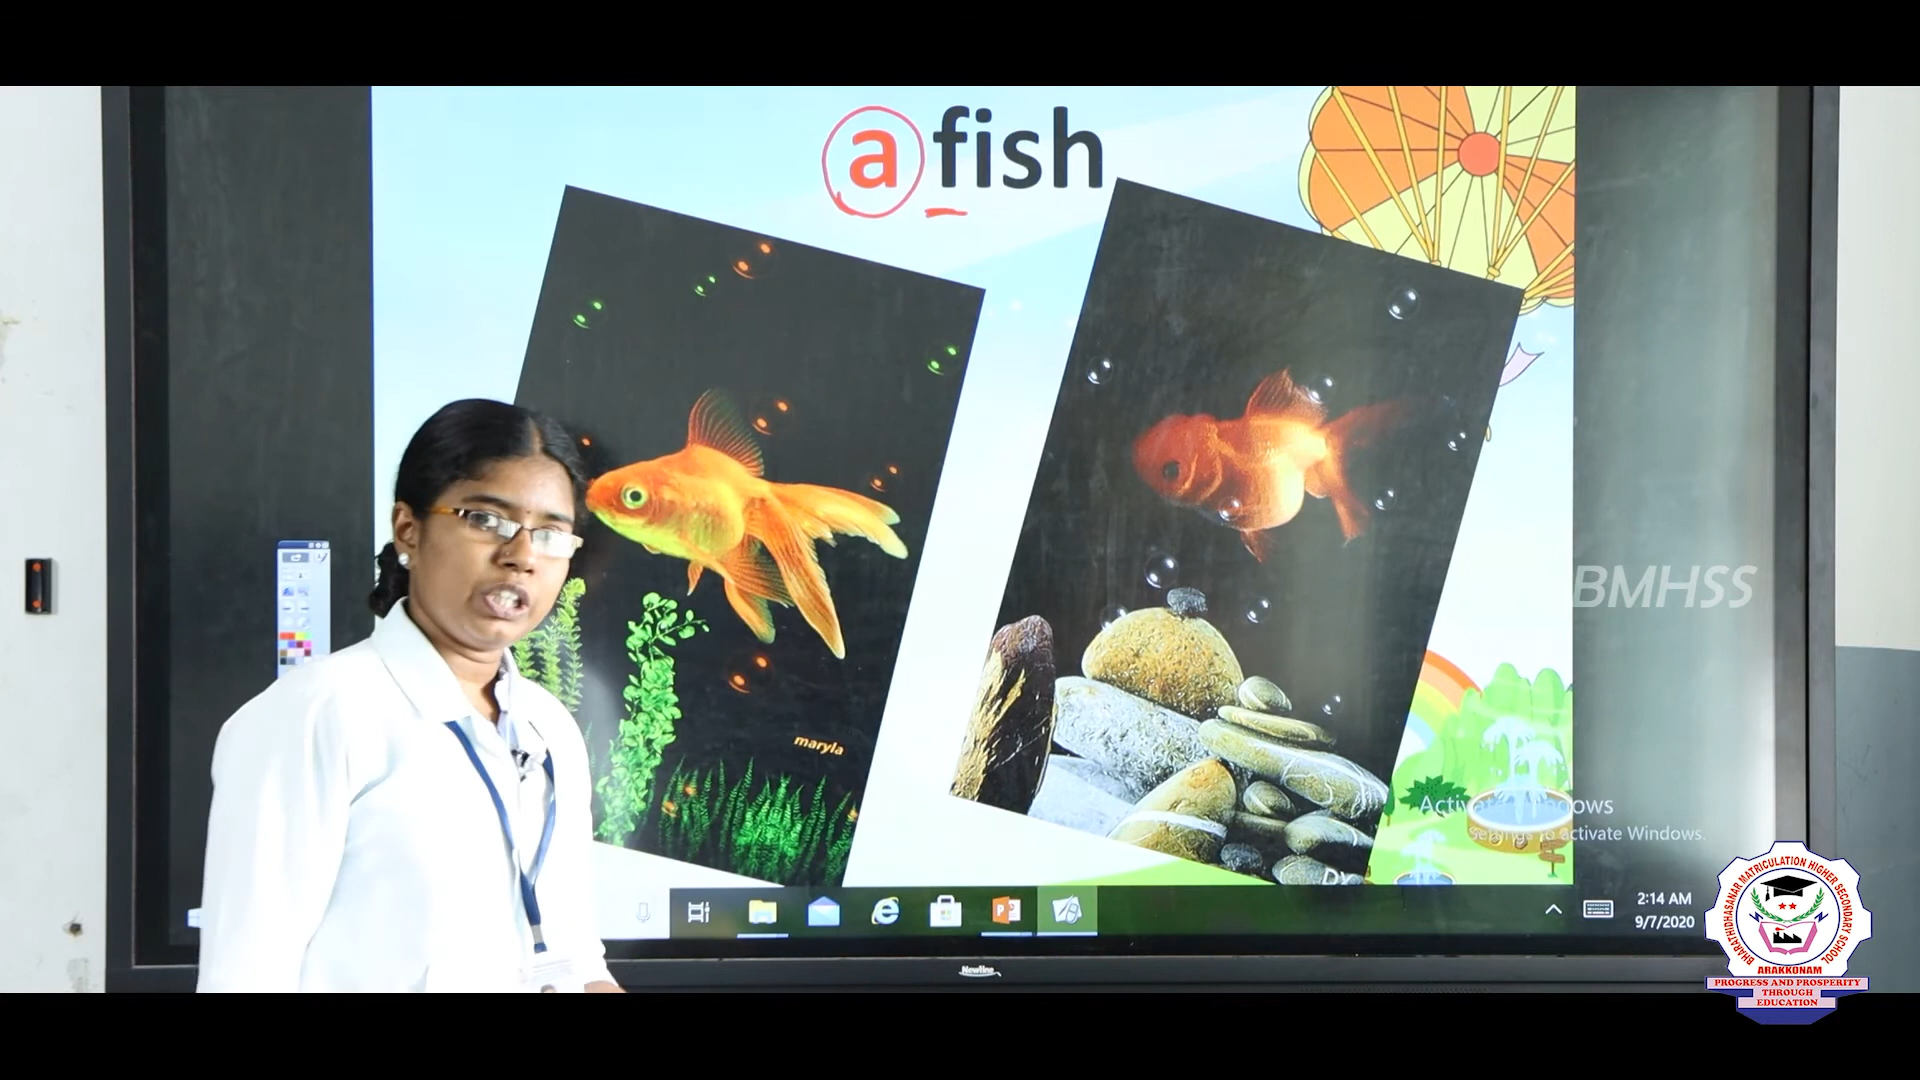 a fish
maryla
BMHSS
Activate Windows
settings to activate Windows.
2:14 AM
9/7/2020
Newline
BHARATHIDHASANAR MATRICULATION HIGHER SECONDARY SCHOOL
ARAKKONAM
PROGRESS AND PROSPERITY
THROUGH
EDUCATION